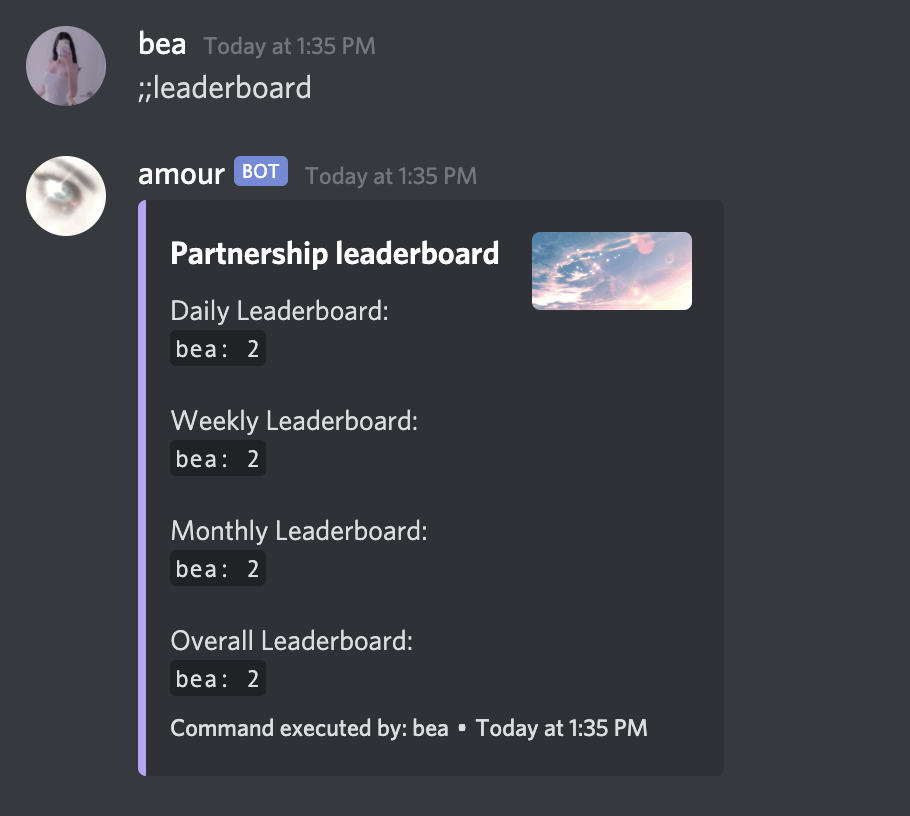 bea Today at 1:35 PM
;;leaderboard
amour BOT Today at 1:35 PM
Partnership leaderboard
Daily Leaderboard:
bea: 2
Weekly Leaderboard:
bea: 2
Monthly Leaderboard:
bea: 2
Overall Leaderboard:
bea: 2
Command executed by: bea • Today at 1:35 PM